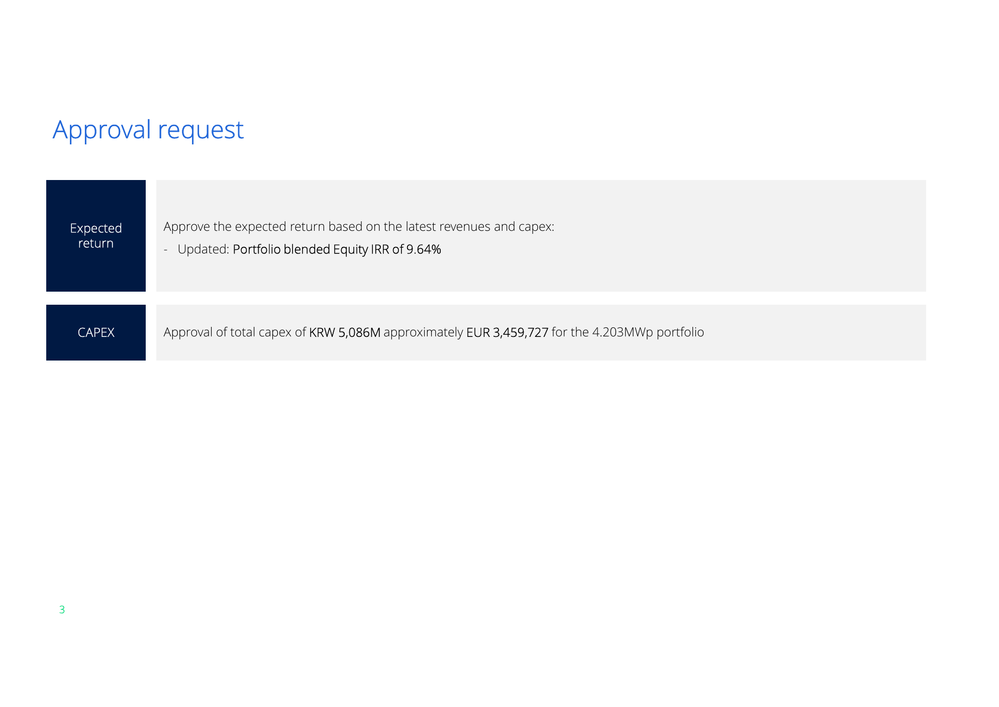 Approval request
Expected
return
Approve the expected return based on the latest revenues and capex:
- Updated: Portfolio blended Equity IRR of 9.64%
CAPEX
Approval of total capex of KRW 5,086M approximately EUR 3,459,727 for the 4.203MWp portfolio
3